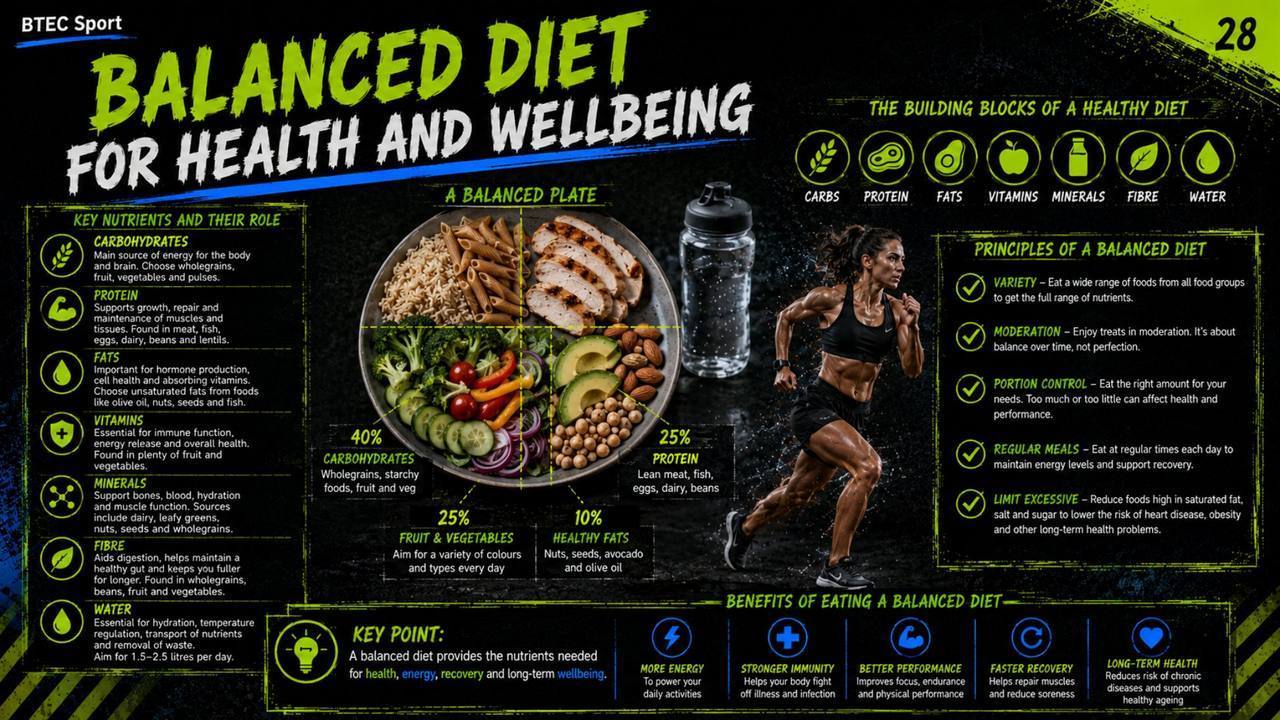 BTEC Sport
28
BALANCED DIET
FOR HEALTH AND WELLBEING
THE BUILDING BLOCKS OF A HEALTHY DIET
CARBS
PROTEIN
FATS
VITAMINS
MINERALS
FIBRE
WATER
KEY NUTRIENTS AND THEIR ROLE
CARBOHYDRATES
Main source of energy for the body
and brain. Choose wholegrains,
fruit, vegetables and pulses.
PROTEIN
Supports growth, repair and
maintenance of muscles and
tissues. Found in meat, fish,
eggs, dairy, beans and lentils.
FATS
Important for hormone production,
cell health and absorbing vitamins.
Choose unsaturated fats from foods
like olive oil, nuts, seeds and fish.
VITAMINS
Essential for immune function,
energy release and overall health.
Found in plenty of fruit and
vegetables.
MINERALS
Support bones, blood, hydration
and muscle function. Sources
include dairy, leafy greens,
nuts, seeds and wholegrains.
FIBRE
Aids digestion, helps maintain a
healthy gut and keeps you fuller
for longer. Found in wholegrains,
beans, fruit and vegetables.
WATER
Essential for hydration, temperature
regulation, transport of nutrients
and removal of waste.
Aim for 1.5–2.5 litres per day.
A BALANCED PLATE
40%
CARBOHYDRATES
Wholegrains, starchy
foods, fruit and veg
25%
PROTEIN
Lean meat, fish,
eggs, dairy, beans
25%
FRUIT & VEGETABLES
Aim for a variety of colours
and types every day
10%
HEALTHY FATS
Nuts, seeds, avocado
and olive oil
PRINCIPLES OF A BALANCED DIET
VARIETY – Eat a wide range of foods from all food groups
to get the full range of nutrients.
MODERATION – Enjoy treats in moderation. It's about
balance over time, not perfection.
PORTION CONTROL – Eat the right amount for your
needs. Too much or too little can affect health and
performance.
REGULAR MEALS – Eat at regular times each day to
maintain energy levels and support recovery.
LIMIT EXCESSIVE – Reduce foods high in saturated fat,
salt and sugar to lower the risk of heart disease, obesity
and other long-term health problems.
KEY POINT:
A balanced diet provides the nutrients needed
for health, energy, recovery and long-term wellbeing.
BENEFITS OF EATING A BALANCED DIET
MORE ENERGY
To power your
daily activities
STRONGER IMMUNITY
Helps your body fight
off illness and infection
BETTER PERFORMANCE
Improves focus, endurance
and physical performance
FASTER RECOVERY
Helps repair muscles
and reduce soreness
LONG-TERM HEALTH
Reduces risk of chronic
diseases and supports
healthy ageing